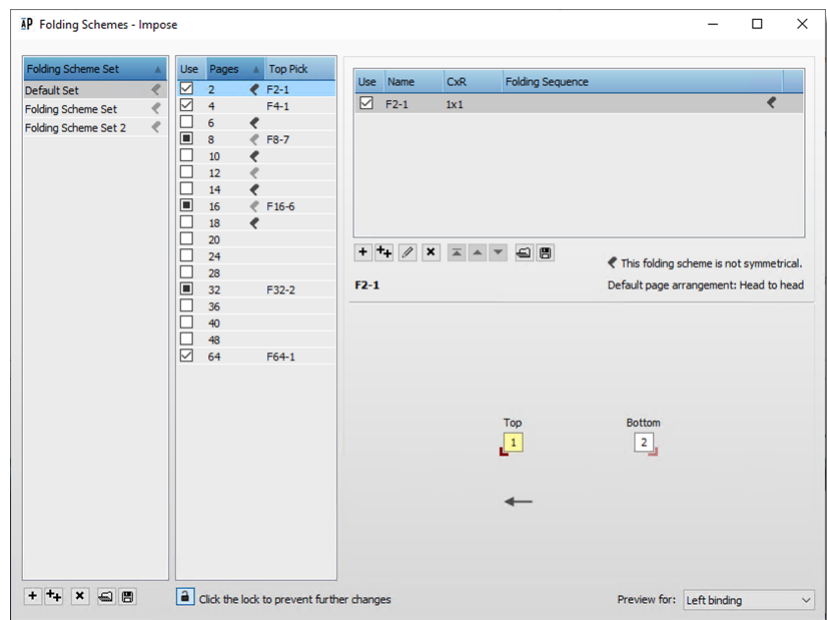 Folding Schemes - Impose
Folding Scheme Set
Default Set
Folding Scheme Set
Folding Scheme Set 2
Use Pages Top Pick
2 F2-1
4 F4-1
6
8 F8-7
10
12
14
16 F16-6
18
20
24
28
32 F32-2
36
40
48
64 F64-1
Use Name CxR Folding Sequence
F2-1 1x1
This folding scheme is not symmetrical.
F2-1 Default page arrangement: Head to head
Top Bottom
1 2
Click the lock to prevent further changes
Preview for: Left binding